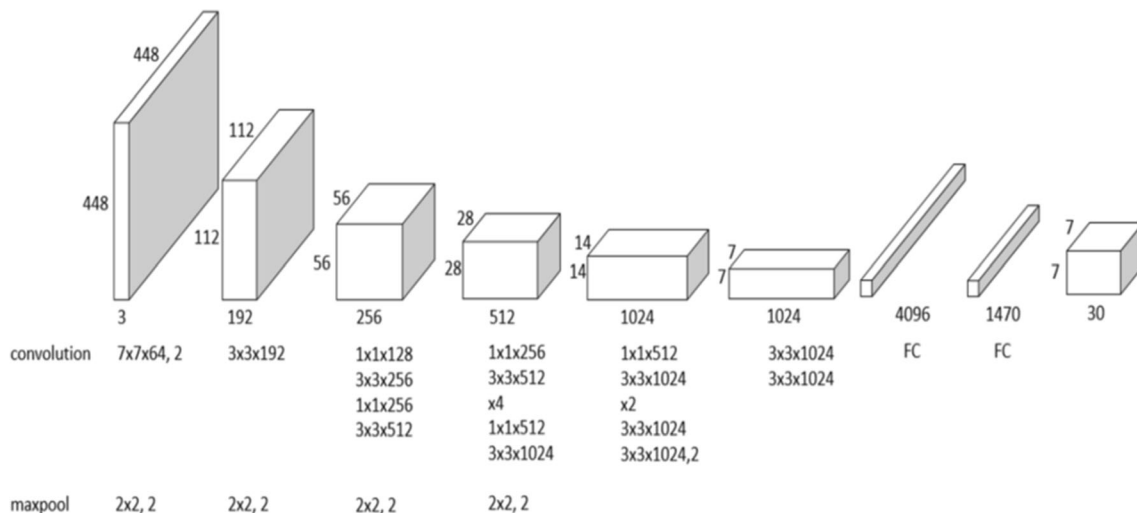 448
448
112
112
56
56
28
28
14
14
7
7
7
7
3 192 256 512 1024 1024 4096 1470 30
convolution 7x7x64, 2 3x3x192 1x1x128 1x1x256 1x1x512 3x3x1024 FC FC
3x3x256 3x3x512 3x3x1024 3x3x1024
1x1x256 x4 x2
3x3x512 1x1x512 3x3x1024
3x3x1024 3x3x1024,2
maxpool 2x2, 2 2x2, 2 2x2, 2 2x2, 2